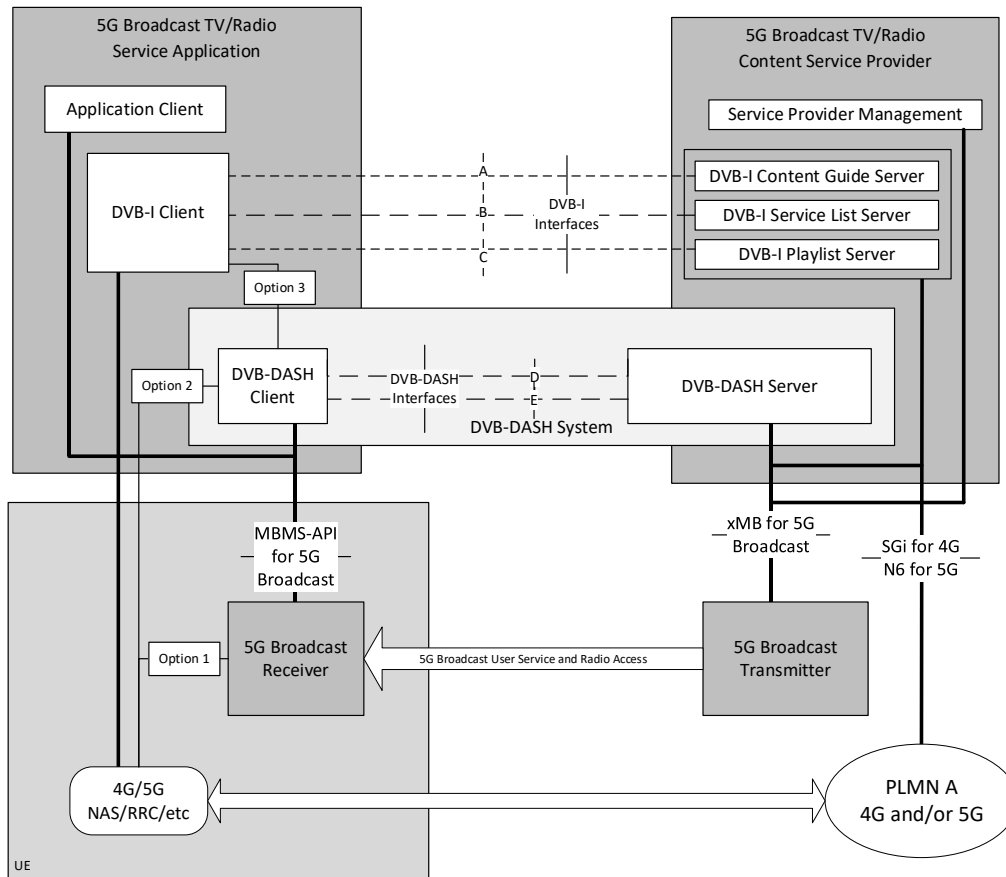 5G Broadcast TV/Radio
Service Application
5G Broadcast TV/Radio
Content Service Provider
Application Client
Service Provider Management
DVB-I Client
A
B
C
DVB-I
Interfaces
DVB-I Content Guide Server
DVB-I Service List Server
DVB-I Playlist Server
Option 3
Option 2
DVB-DASH
Client
DVB-DASH
Interfaces
D
E
DVB-DASH Server
DVB-DASH System
MBMS-API
for 5G
Broadcast
xMB for 5G
Broadcast
SGi for 4G
N6 for 5G
Option 1
5G Broadcast
Receiver
5G Broadcast User Service and Radio Access
5G Broadcast
Transmitter
4G/5G
NAS/RRC/etc
PLMN A
4G and/or 5G
UE